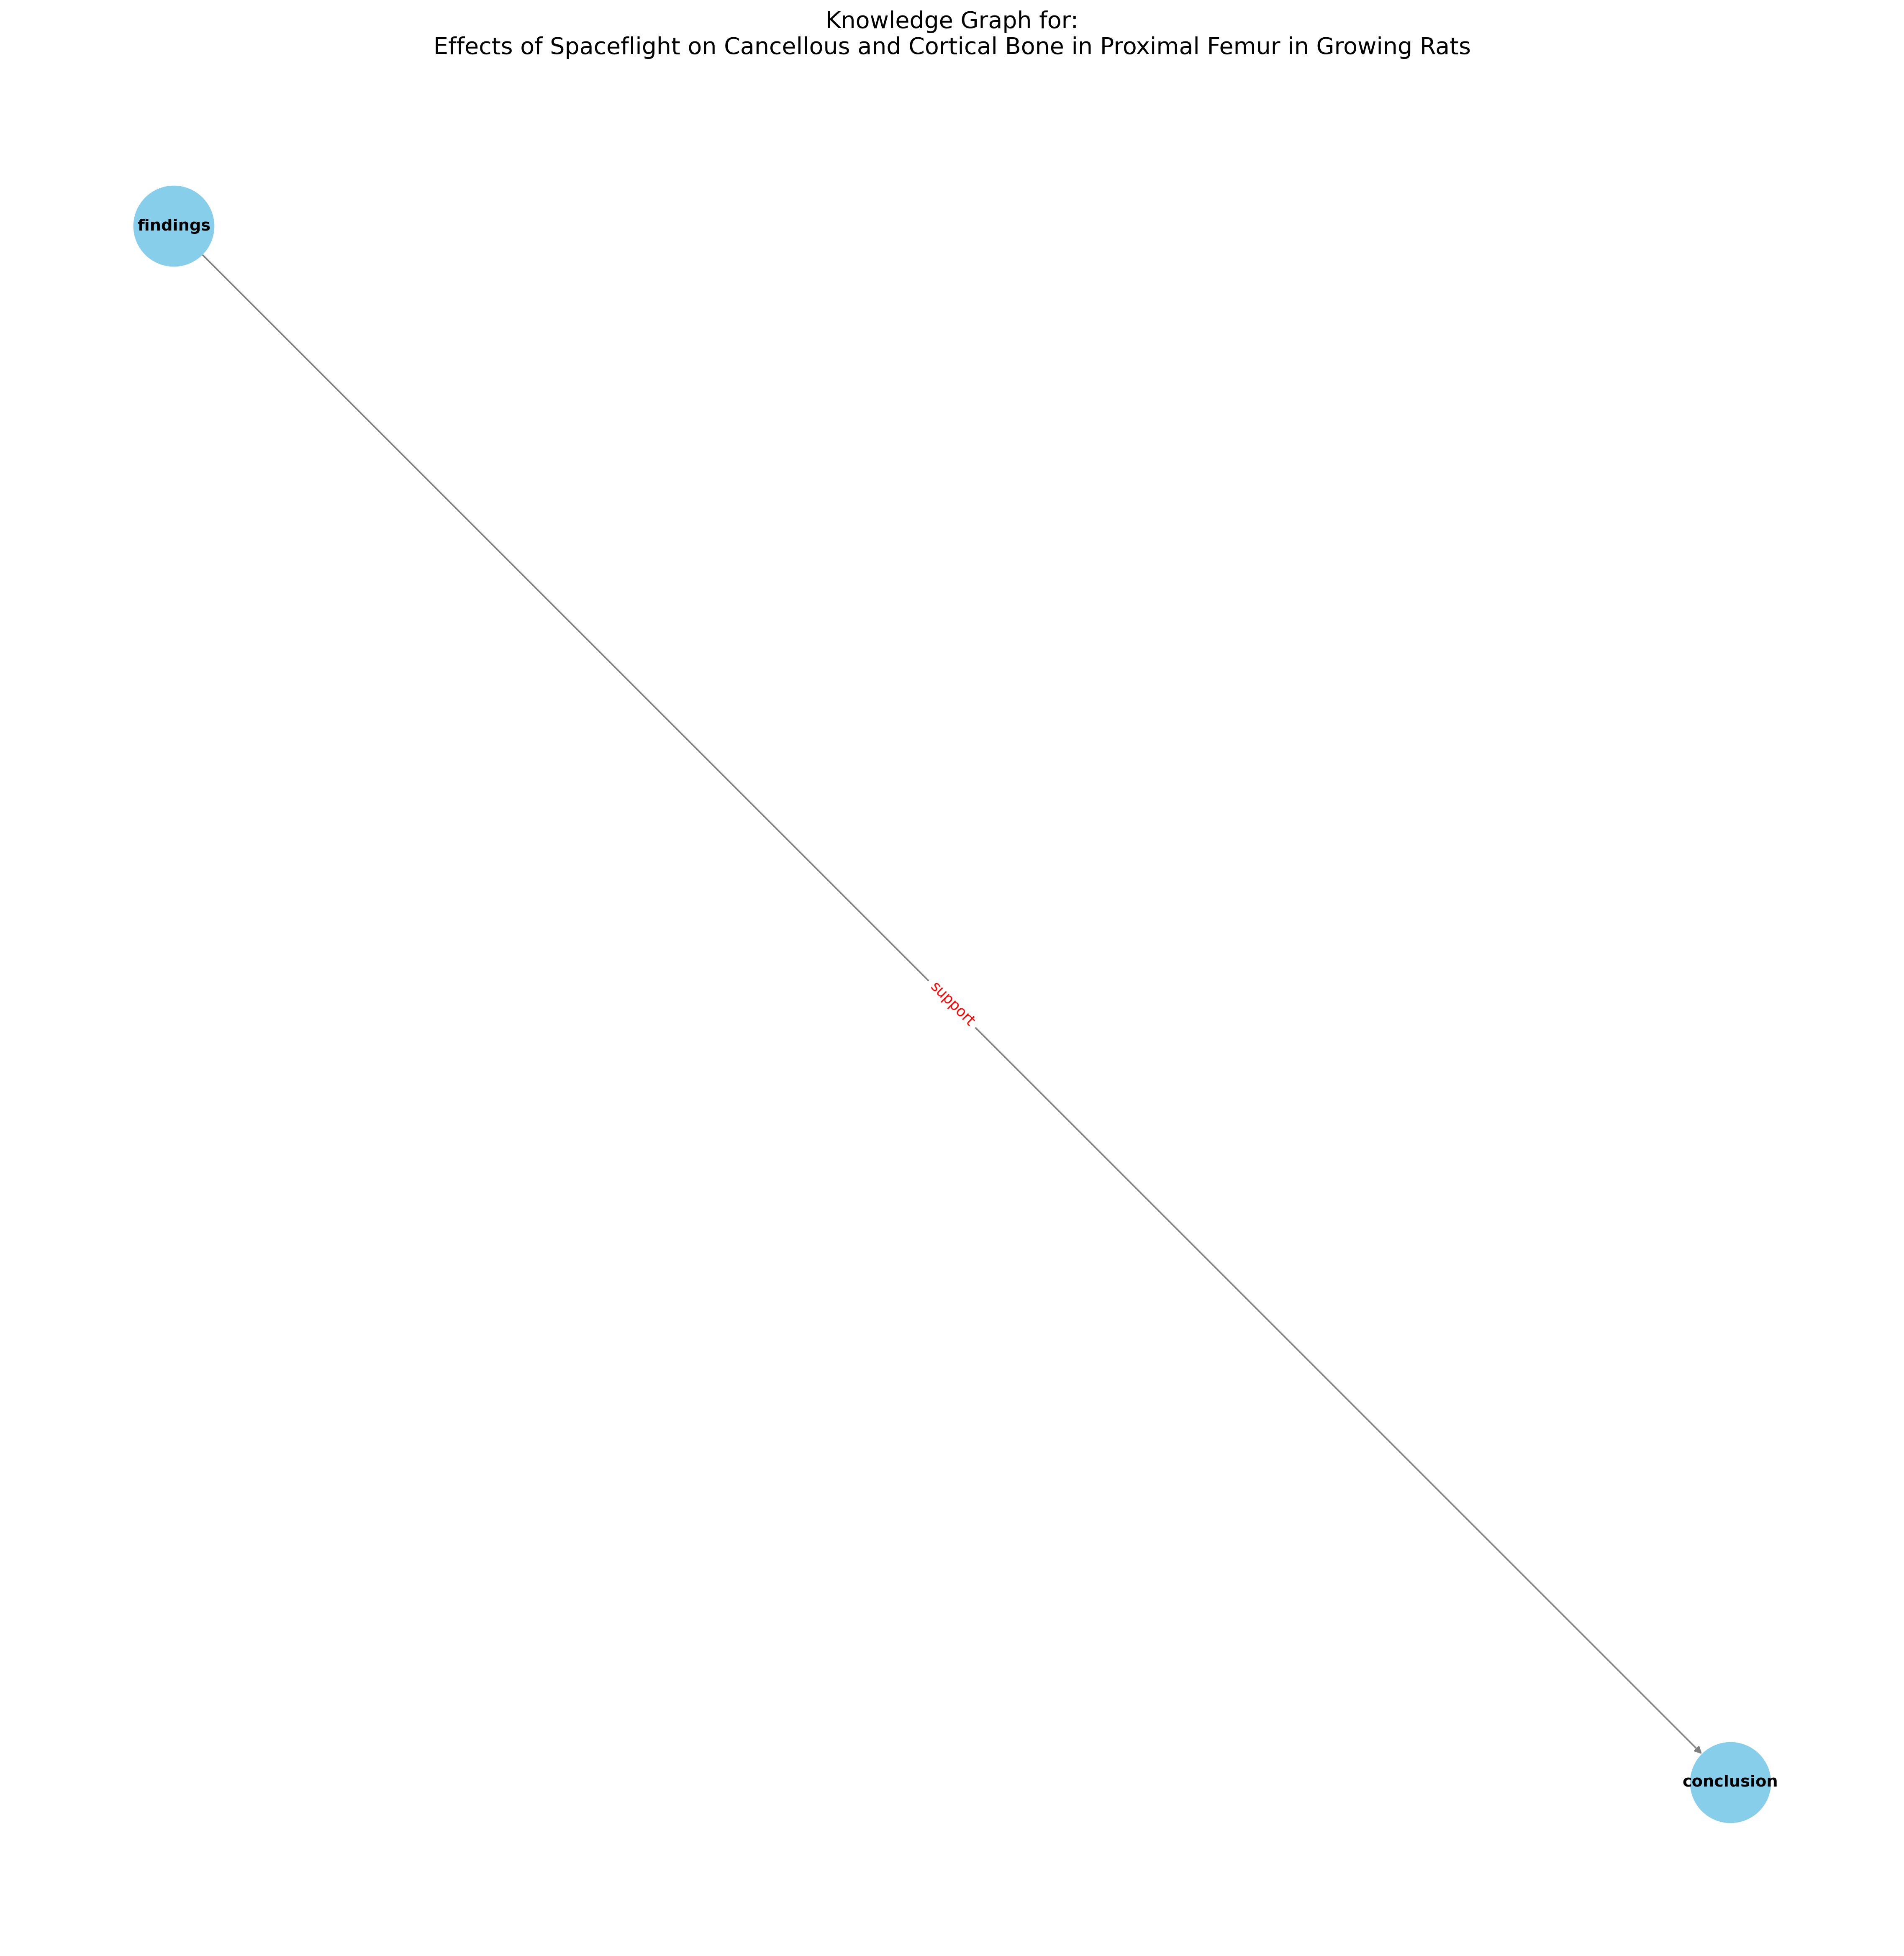 Knowledge Graph for:
Effects of Spaceflight on Cancellous and Cortical Bone in Proximal Femur in Growing Rats
findings
support
conclusion